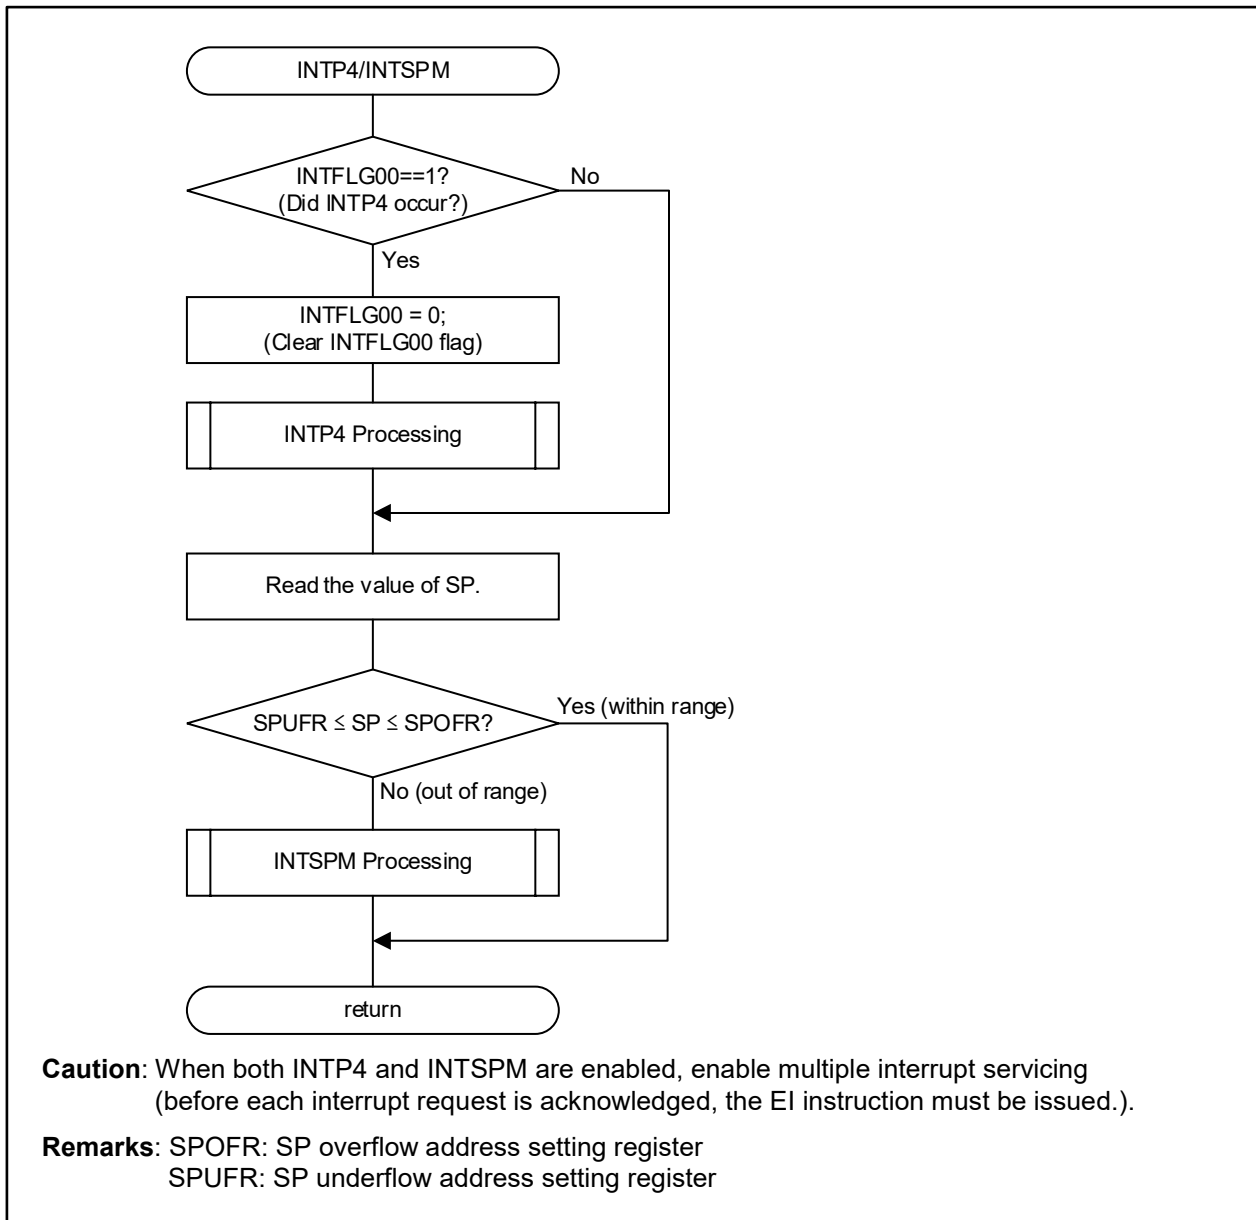 INTP4/INTSPM
INTFLG00==1?
(Did INTP4 occur?)
No
Yes
INTFLG00 = 0;
(Clear INTFLG00 flag)
INTP4 Processing
Read the value of SP.
SPUFR ≤ SP ≤ SPOFR?
Yes (within range)
No (out of range)
INTSPM Processing
return
Caution: When both INTP4 and INTSPM are enabled, enable multiple interrupt servicing
(before each interrupt request is acknowledged, the EI instruction must be issued.).
Remarks: SPOFR: SP overflow address setting register
SPUFR: SP underflow address setting register